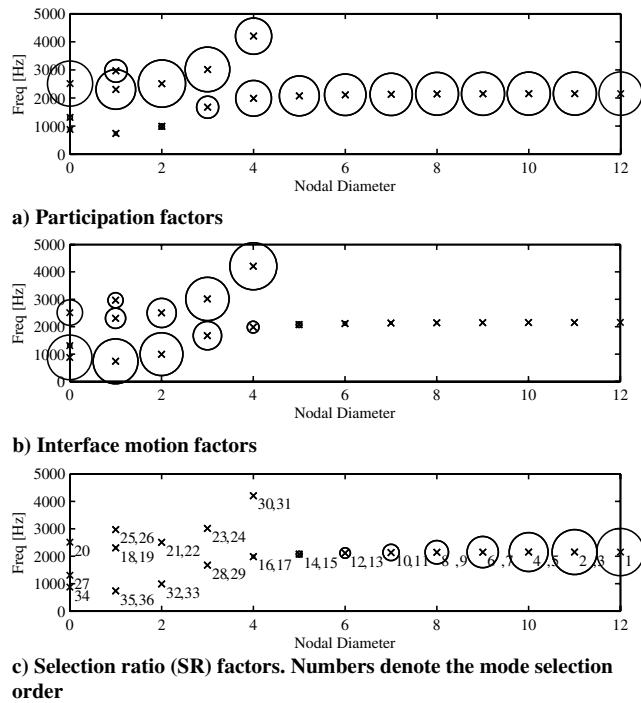 5000
4000
3000
2000
1000
0
Freq [Hz]
0 2 4 6 8 10 12
Nodal Diameter
a) Participation factors
5000
4000
3000
2000
1000
0
Freq [Hz]
0 2 4 6 8 10 12
Nodal Diameter
b) Interface motion factors
5000
4000
3000
2000
1000
0
Freq [Hz]
30,31
25,26 23,24
20 18,19 21,22
27 28,29 16,17 14,15 12,13 10,11 8 ,9 6 ,7 4 ,5 2 ,3 1
34 35,36 32,33
0 2 4 6 8 10 12
Nodal Diameter
c) Selection ratio (SR) factors. Numbers denote the mode selection
order